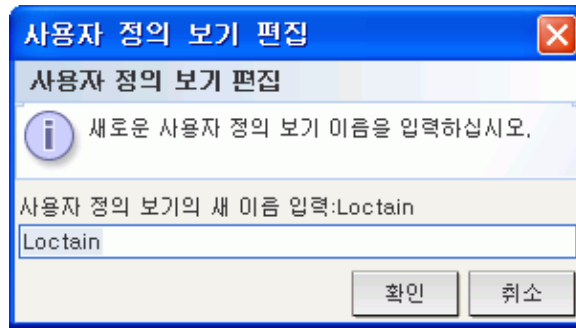 사용자 정의 보기 편집
사용자 정의 보기 편집
새로운 사용자 정의 보기 이름을 입력하십시오.
사용자 정의 보기의 새 이름 입력:Loctain
Loctain
확인 취소